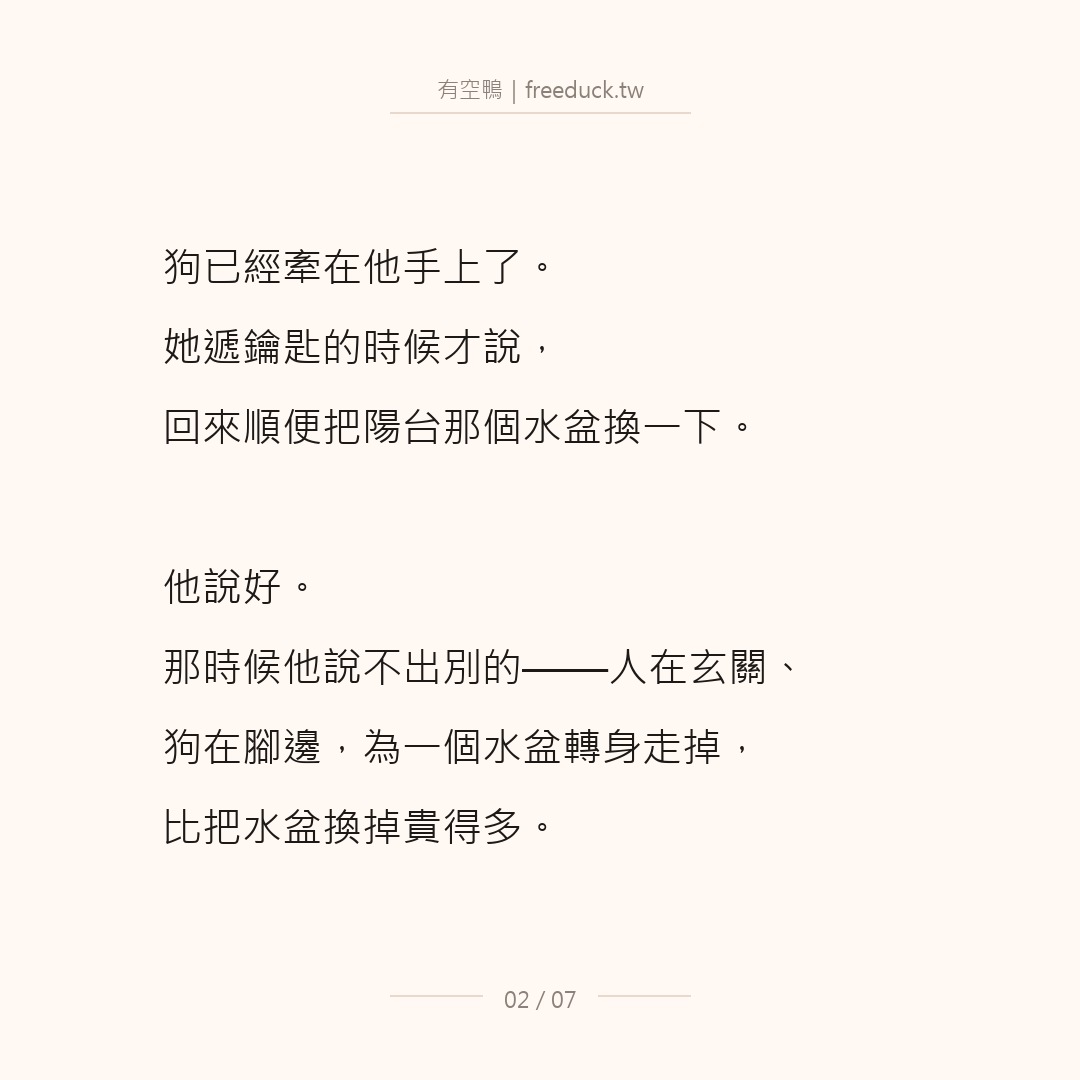 有空鴨｜freeduck.tw
狗已經牽在他手上了。
她遞鑰匙的時候才說，
回來順便把陽台那個水盆換一下。
他說好。
那時候他說不出別的——人在玄關、
狗在腳邊，為一個水盆轉身走掉，
比把水盆換掉貴得多。
02 / 07